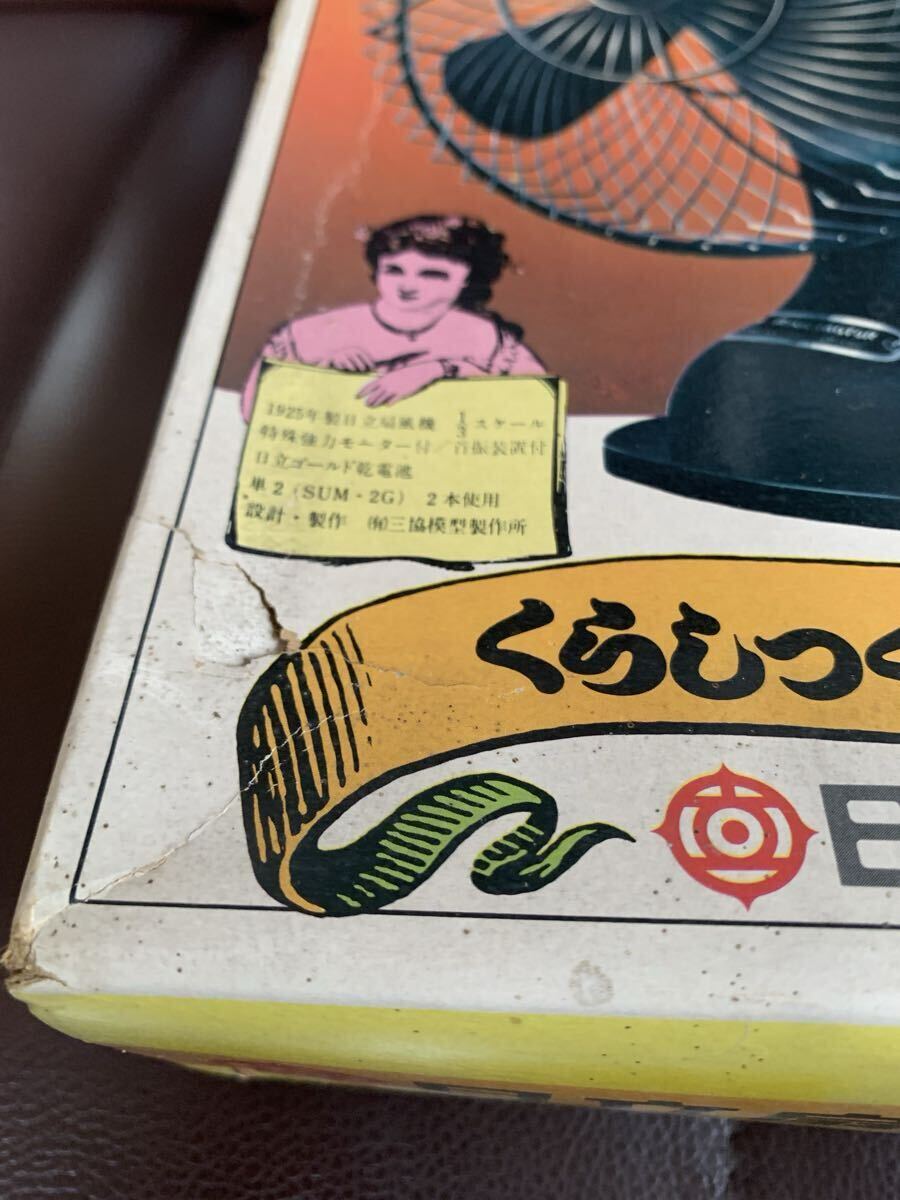 1925年製日立扇風機 1/3スケール
特殊強力モーター付/首振装置付
日立ゴールド乾電池
単2(SUM・2G) 2本使用
設計・製作 (有)三協模型製作所
くらしつ
日